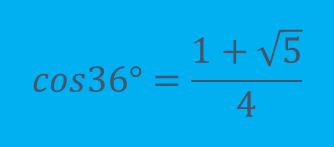 cos36° = (1 + √5)/4